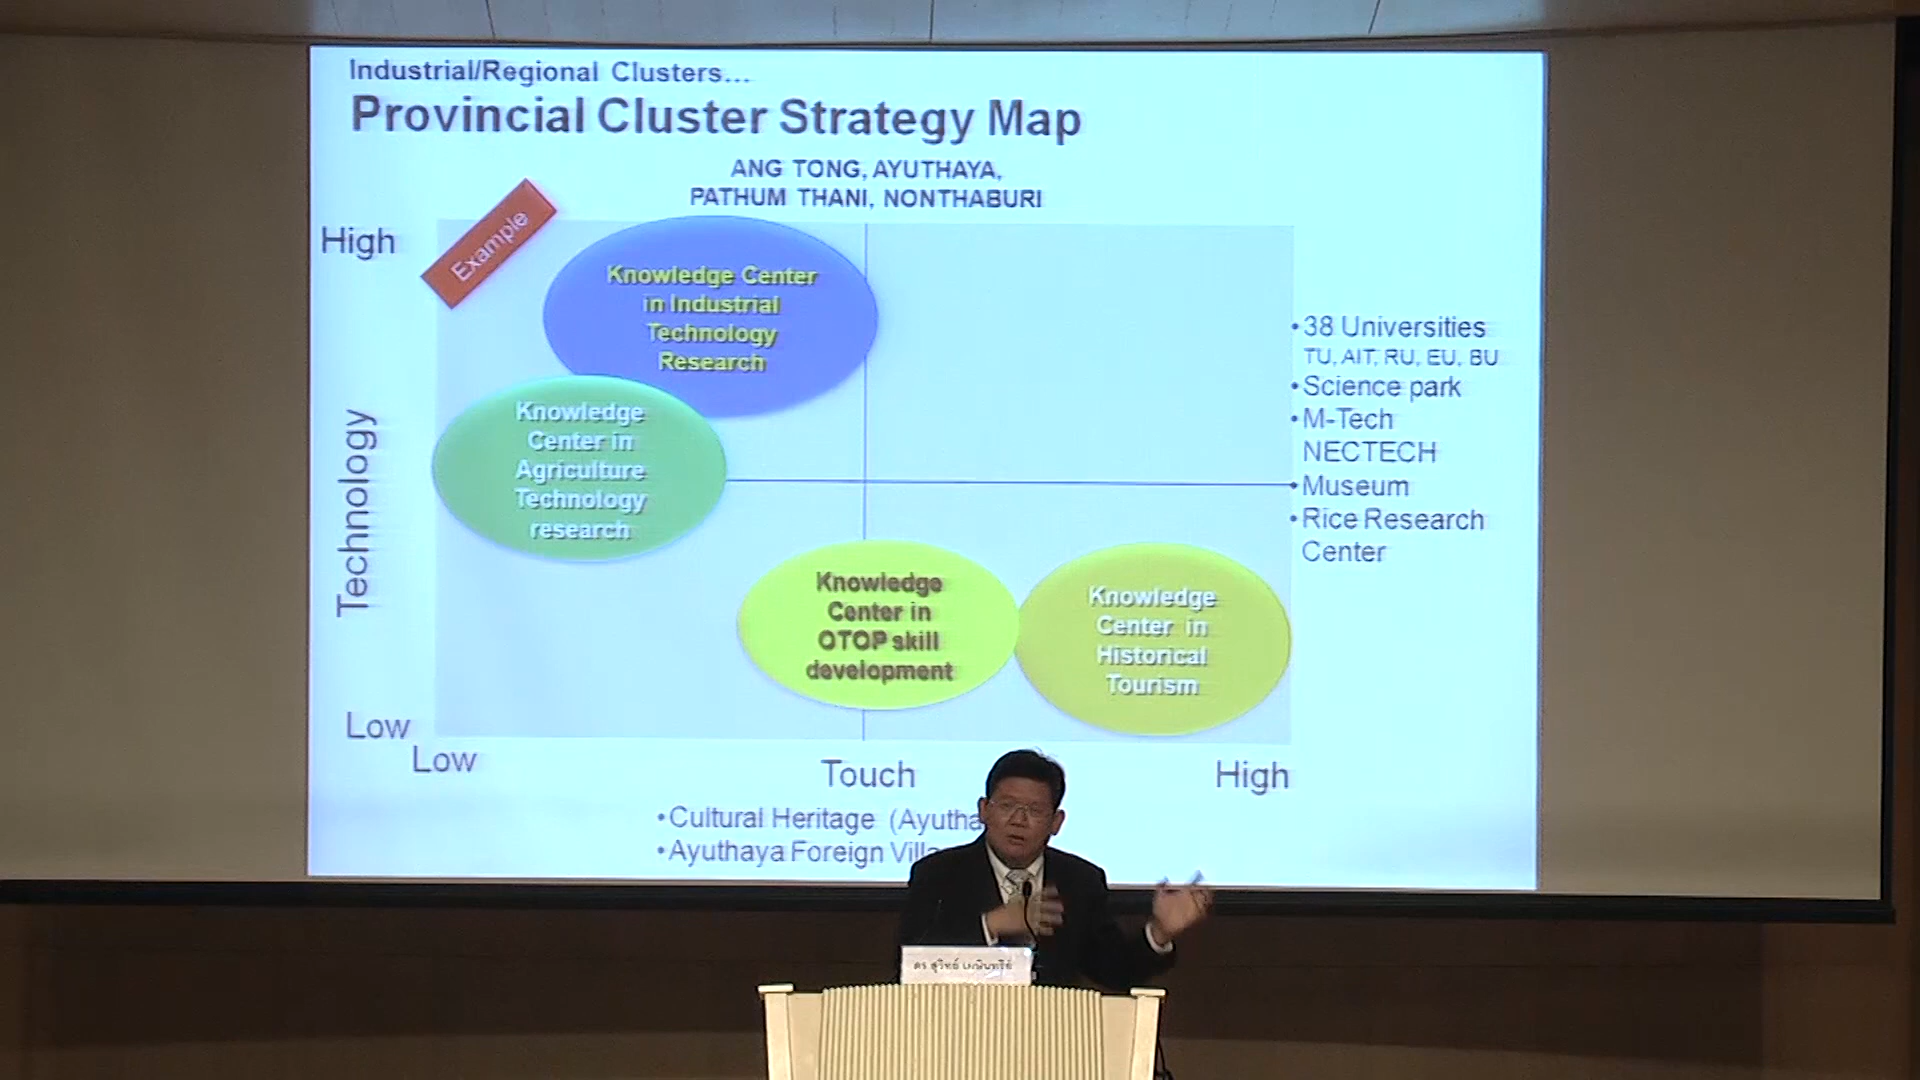 Industrial/Regional Clusters...
Provincial Cluster Strategy Map
ANG TONG, AYUTHAYA,
PATHUM THANI, NONTHABURI
Example
High
Technology
Low
Knowledge Center
in Industrial
Technology
Research
Knowledge
Center in
Agriculture
Technology
research
Knowledge
Center in
OTOP skill
development
Knowledge
Center in
Historical
Tourism
•38 Universities
TU, AIT, RU, EU, BU
•Science park
•M-Tech
NECTECH
•Museum
•Rice Research
Center
Low
Touch
High
•Cultural Heritage (Ayutha
•Ayuthaya Foreign Villa
ดร สุวิทย์ เมษินทรีย์